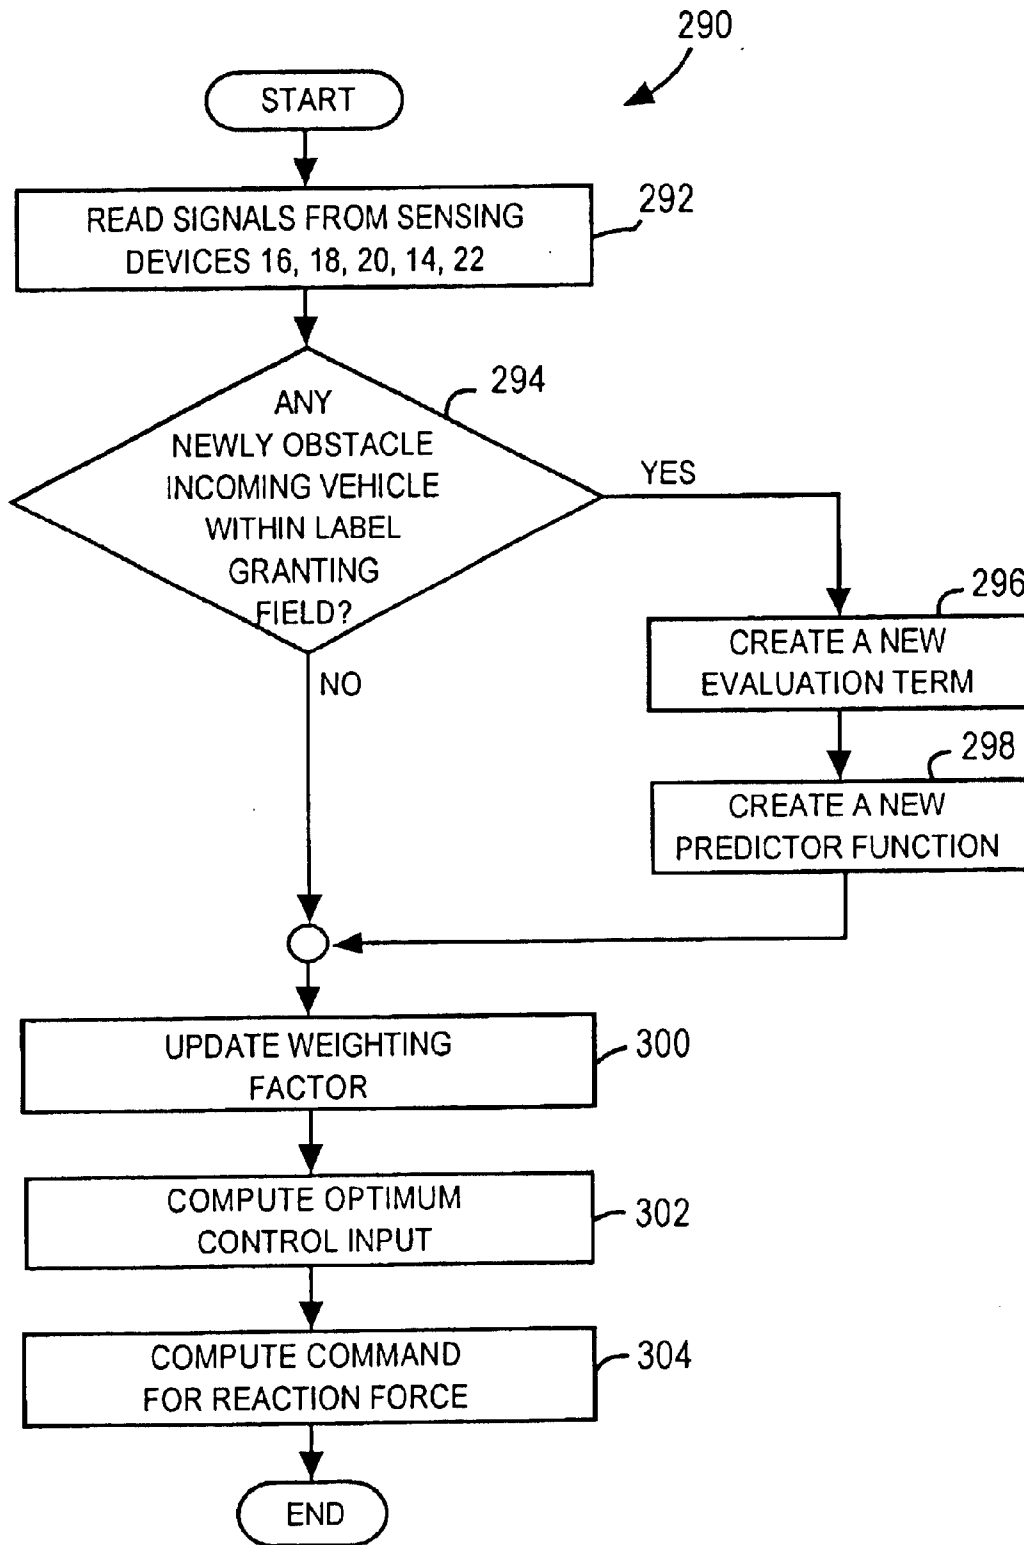 290
START
READ SIGNALS FROM SENSING
DEVICES 16, 18, 20, 14, 22
292
ANY
NEWLY OBSTACLE
INCOMING VEHICLE
WITHIN LABEL
GRANTING
FIELD?
294
YES
NO
296
CREATE A NEW
EVALUATION TERM
298
CREATE A NEW
PREDICTOR FUNCTION
UPDATE WEIGHTING
FACTOR
300
COMPUTE OPTIMUM
CONTROL INPUT
302
COMPUTE COMMAND
FOR REACTION FORCE
304
END